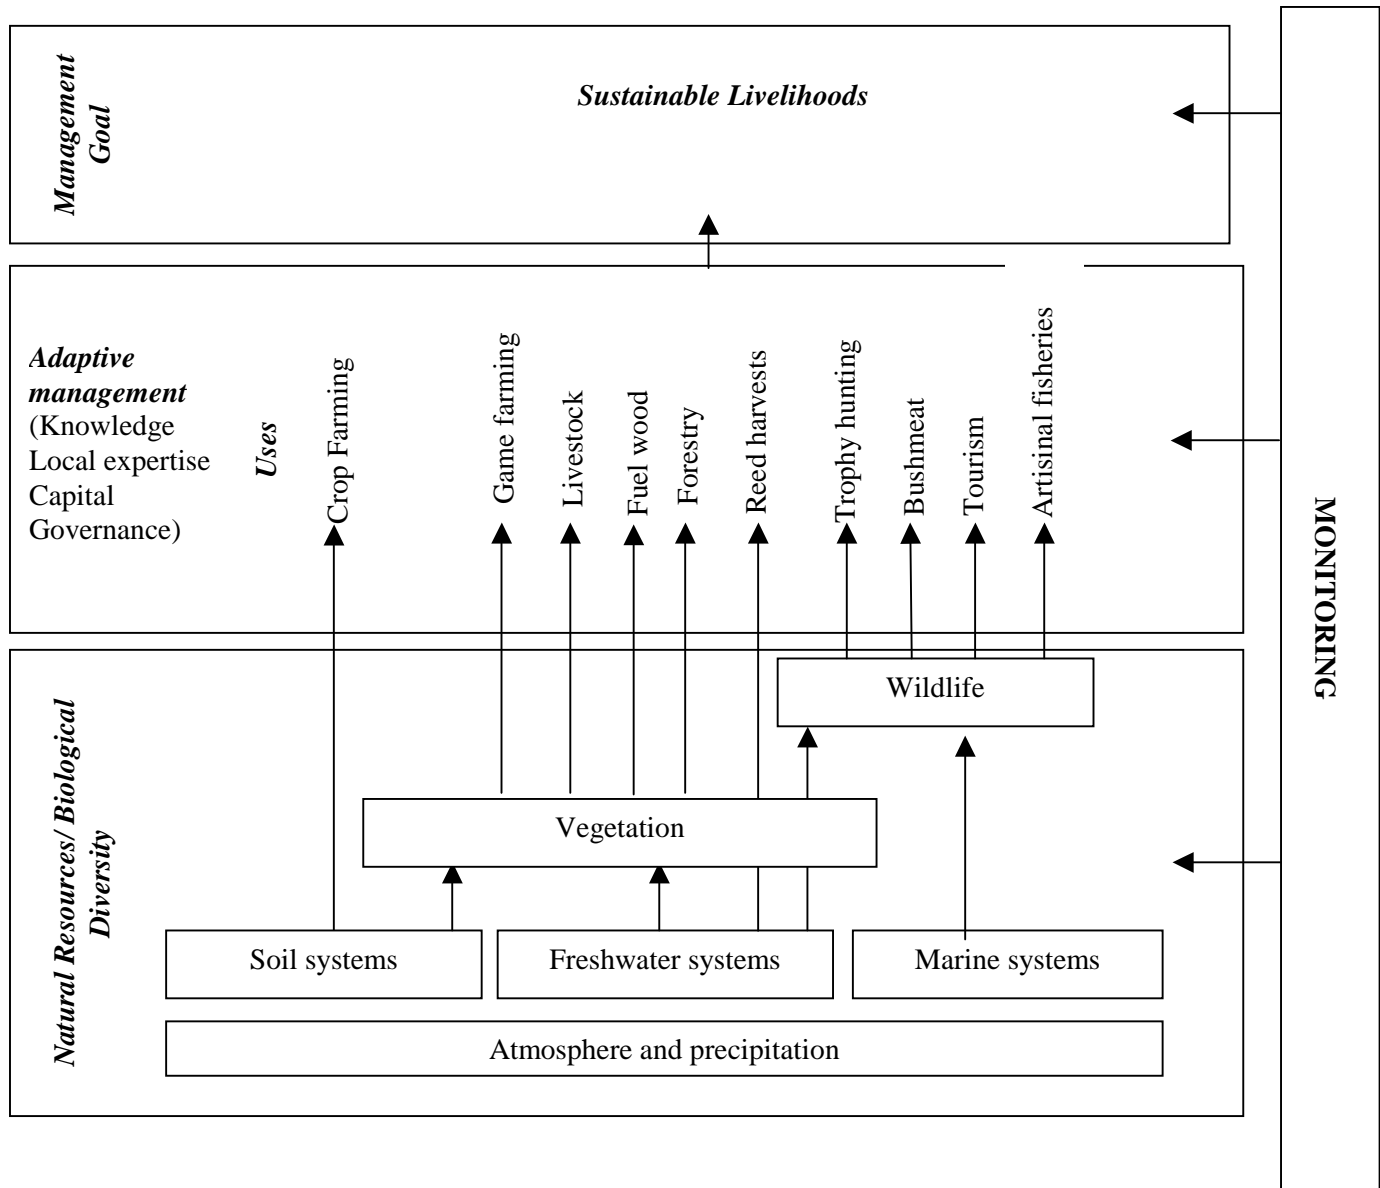 Management
Goal
Sustainable Livelihoods
Adaptive
management
(Knowledge
Local expertise
Capital
Governance)
Uses
Crop Farming
Game farming
Livestock
Fuel wood
Forestry
Reed harvests
Trophy hunting
Bushmeat
Tourism
Artisinal fisheries
MONITORING
Natural Resources/ Biological
Diversity
Wildlife
Vegetation
Soil systems
Freshwater systems
Marine systems
Atmosphere and precipitation